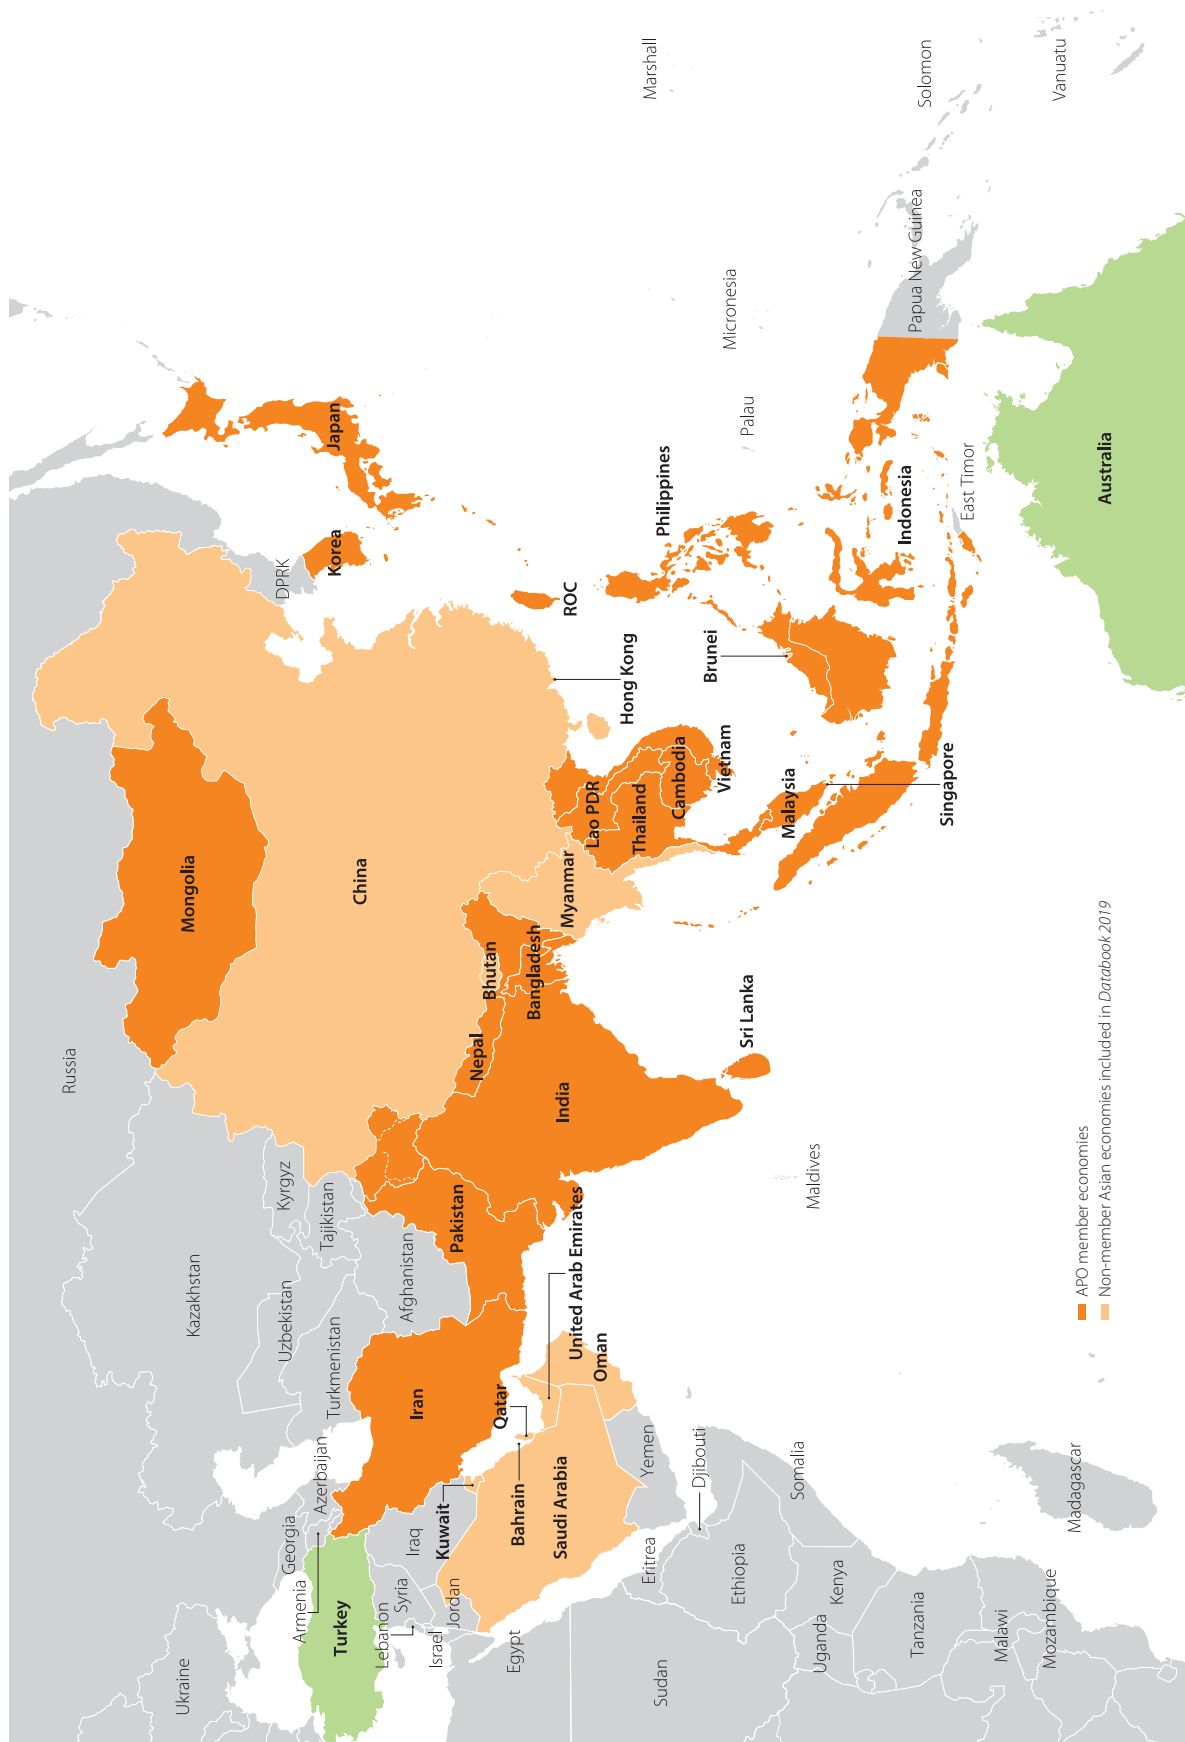 Russia
Ukraine
Kazakhstan
Mongolia
Georgia
Armenia
Azerbaijan
Uzbekistan
Kyrgyz
Turkmenistan
Tajikistan
China
DPRK
Korea
Japan
Turkey
Lebanon
Syria
Iraq
Israel
Jordan
Iran
Afghanistan
Kuwait
Pakistan
Nepal
Bhutan
Egypt
Bahrain
Qatar
Saudi Arabia
United Arab Emirates
Oman
India
Bangladesh
Myanmar
Lao PDR
Hong Kong
ROC
Thailand
Cambodia
Vietnam
Philippines
Marshall
Sudan
Eritrea
Yemen
Djibouti
Ethiopia
Somalia
Sri Lanka
Maldives
Malaysia
Brunei
Palau
Micronesia
Uganda
Kenya
Tanzania
Singapore
Indonesia
East Timor
Papua New Guinea
Solomon
Malawi
Mozambique
Madagascar
Australia
Vanuatu
APO member economies
Non-member Asian economies included in Databook 2019